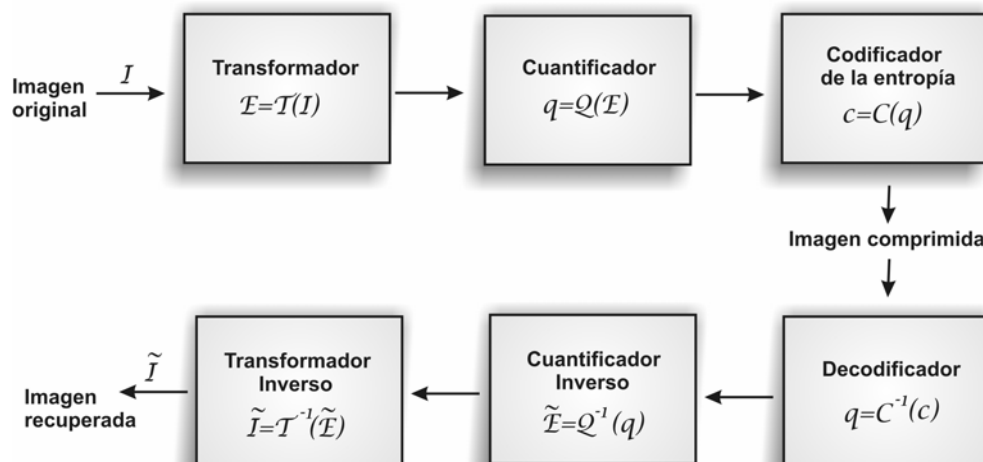 Imagen
original
I
Transformador
E=T(I)
Cuantificador
q=Q(E)
Codificador
de la entropía
c=C(q)
Imagen comprimida
Decodificador
q=C⁻¹(c)
Cuantificador
Inverso
Ẽ=Q⁻¹(q)
Transformador
Inverso
Ĩ=T⁻¹(Ẽ)
Ĩ
Imagen
recuperada